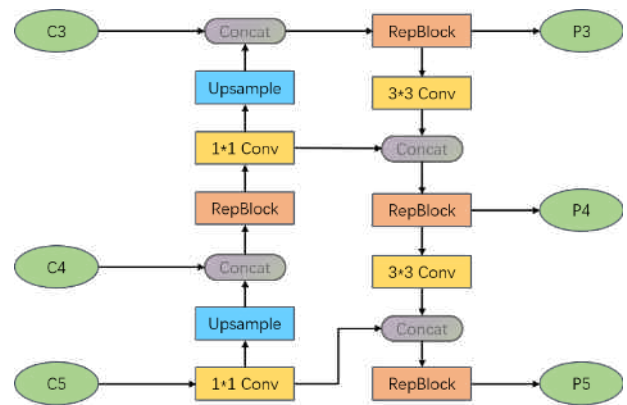 C3
Concat
RepBlock
P3
Upsample
3*3 Conv
1*1 Conv
Concat
RepBlock
RepBlock
P4
C4
Concat
3*3 Conv
Upsample
Concat
C5
1*1 Conv
RepBlock
P5